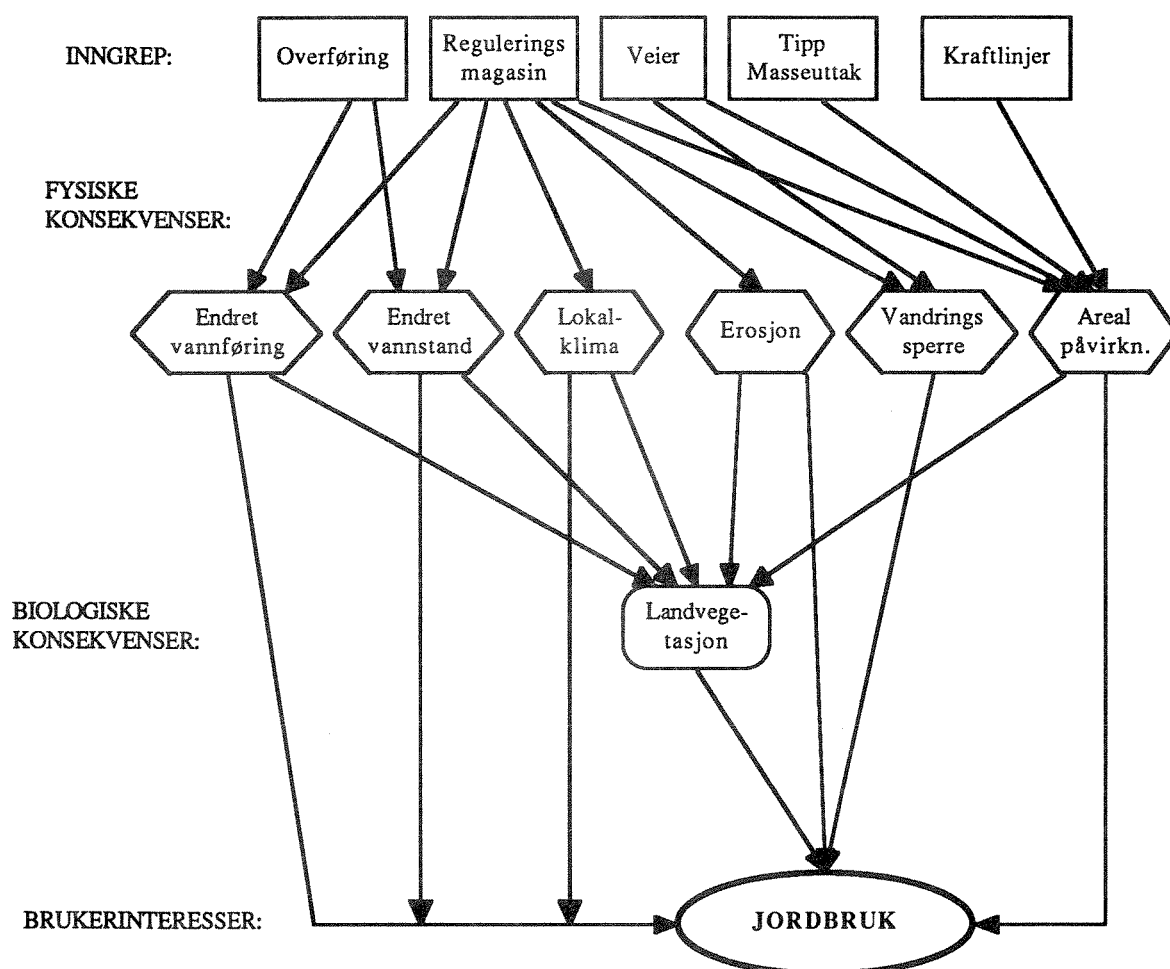 INNGREP:
Overføring
Regulerings
magasin
Veier
Tipp
Masseuttak
Kraftlinjer
FYSISKE
KONSEKVENSER:
Endret
vannføring
Endret
vannstand
Lokal-
klima
Erosjon
Vandrings
sperre
Areal
påvirkn.
BIOLOGISKE
KONSEKVENSER:
Landvege-
tasjon
BRUKERINTERESSER:
JORDBRUK